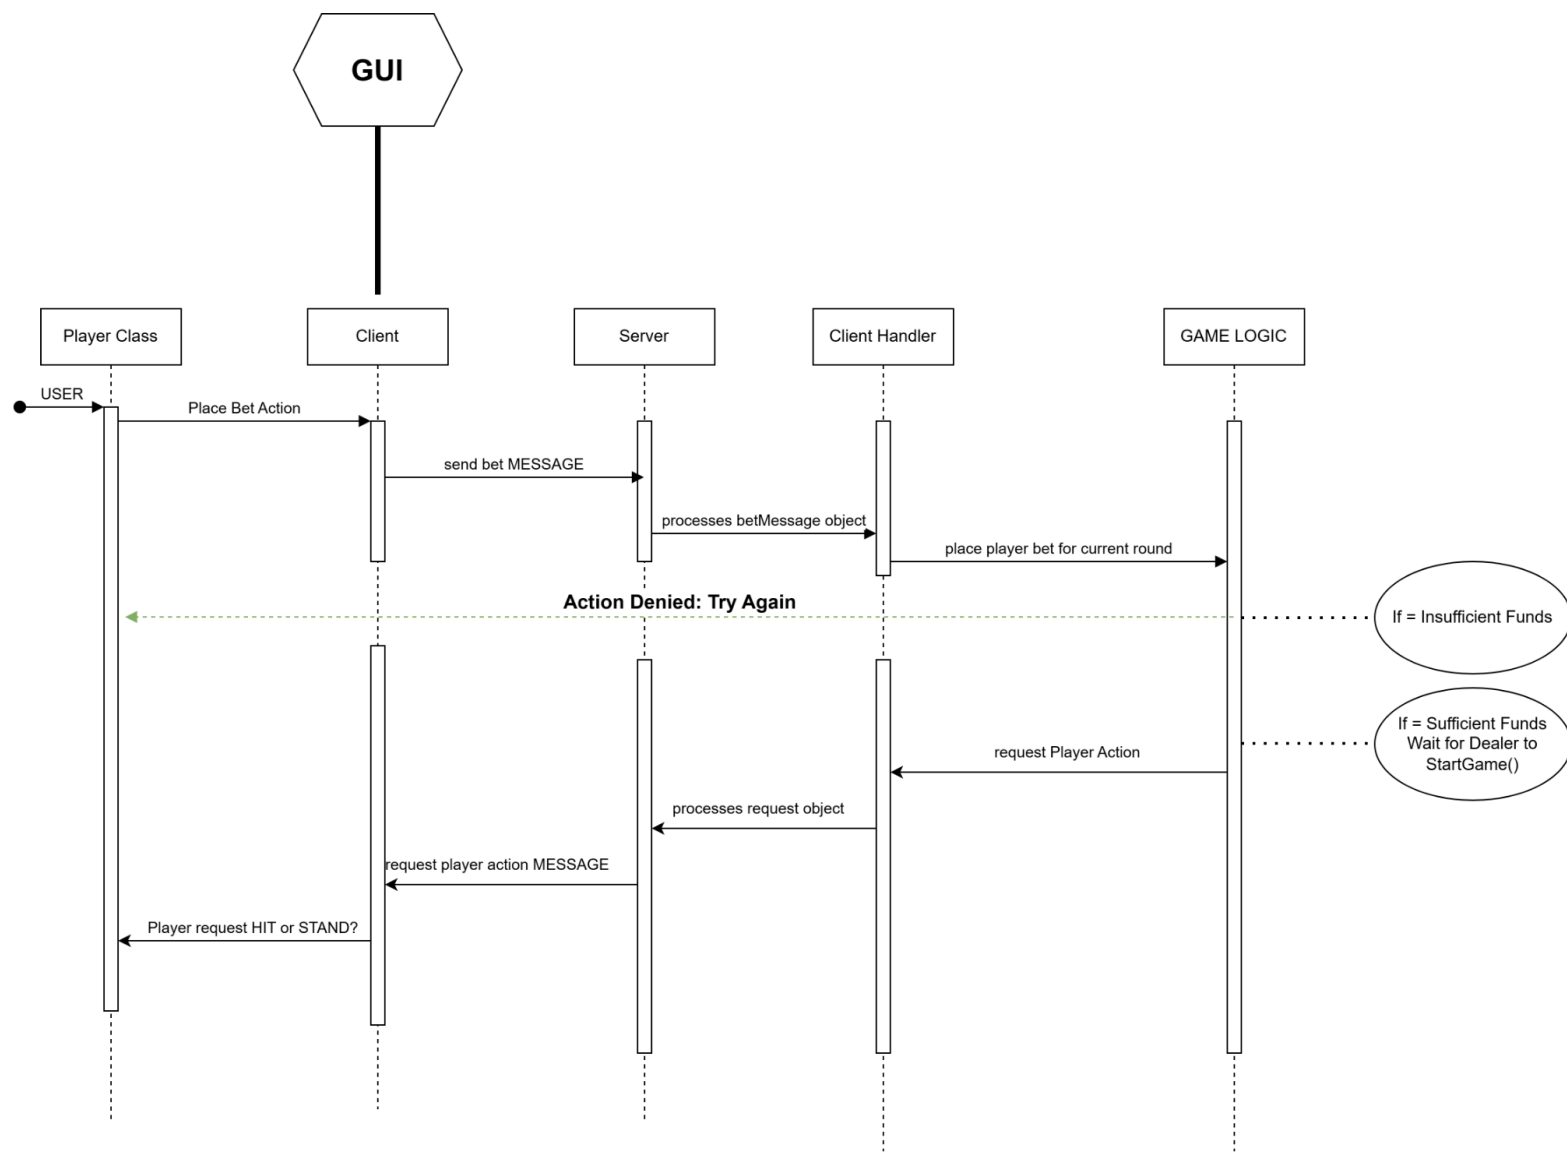 GUI
Player Class
Client
Server
Client Handler
GAME LOGIC
USER
Place Bet Action
send bet MESSAGE
processes betMessage object
place player bet for current round
Action Denied: Try Again
If = Insufficient Funds
If = Sufficient Funds
Wait for Dealer to
StartGame()
request Player Action
processes request object
request player action MESSAGE
Player request HIT or STAND?